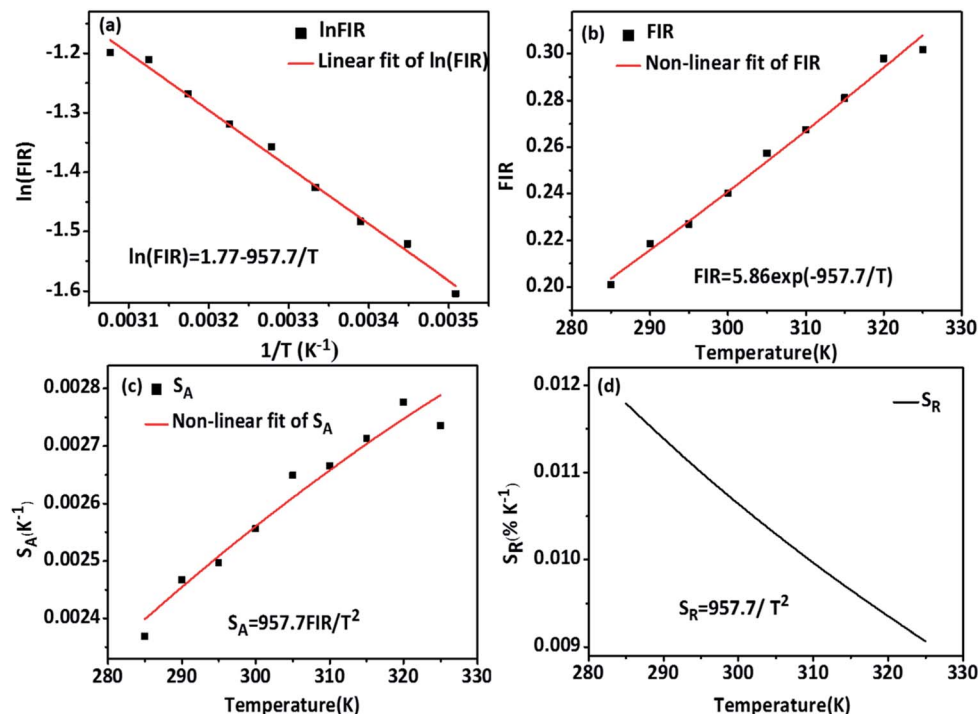 (a)
lnFIR
Linear fit of ln(FIR)
-1.2
-1.3
-1.4
-1.5
-1.6
ln(FIR)
ln(FIR)=1.77-957.7/T
0.0031 0.0032 0.0033 0.0034 0.0035
1/T (K⁻¹)
(b)
FIR
Non-linear fit of FIR
0.30
0.28
0.26
0.24
0.22
0.20
FIR
FIR=5.86exp(-957.7/T)
280 290 300 310 320 330
Temperature(K)
(c)
S_A
Non-linear fit of S_A
0.0028
0.0027
0.0026
0.0025
0.0024
S_A(K⁻¹)
S_A=957.7FIR/T²
280 285 290 295 300 305 310 315 320 325 330
Temperature(K)
(d)
S_R
0.012
0.011
0.010
0.009
S_R(% K⁻¹)
S_R=957.7/ T²
280 290 300 310 320 330
Temperature(K)